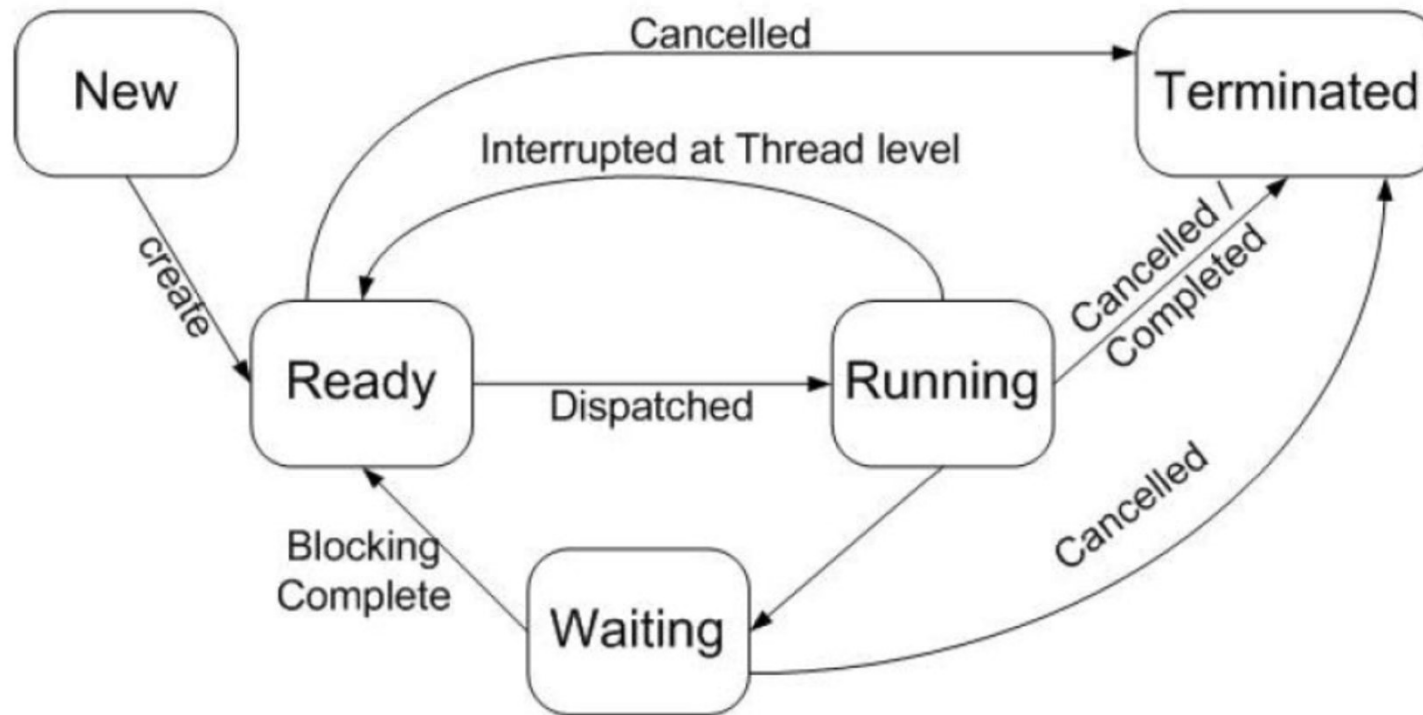 Cancelled
New
Terminated
Interrupted at Thread level
create
Cancelled /
Completed
Ready
Dispatched
Running
Blocking
Complete
Waiting
Cancelled